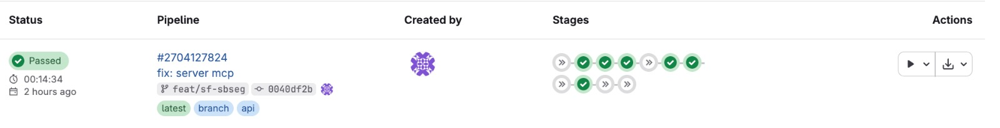 Status Pipeline Created by Stages Actions
Passed
00:14:34
2 hours ago
#2704127824
fix: server mcp
feat/sf-sbseg 0040df2b
latest branch api